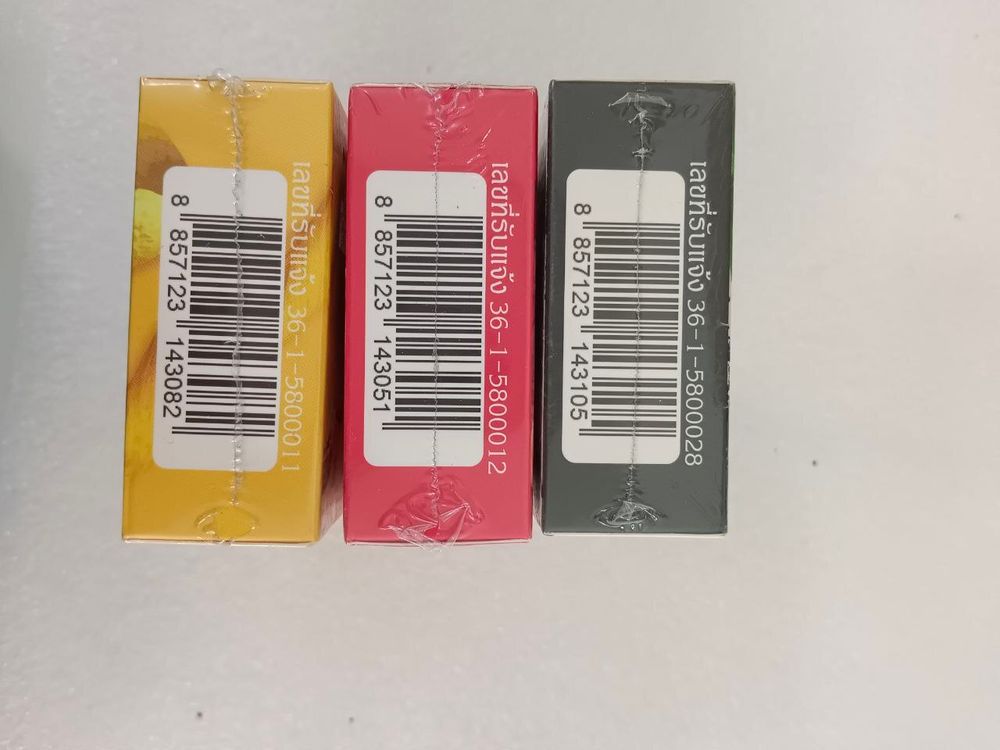 เลขที่รับแจ้ง 36-1-5800011
8 857123 143082
เลขที่รับแจ้ง 36-1-5800012
8 857123 143051
เลขที่รับแจ้ง 36-1-5800028
8 857123 143105